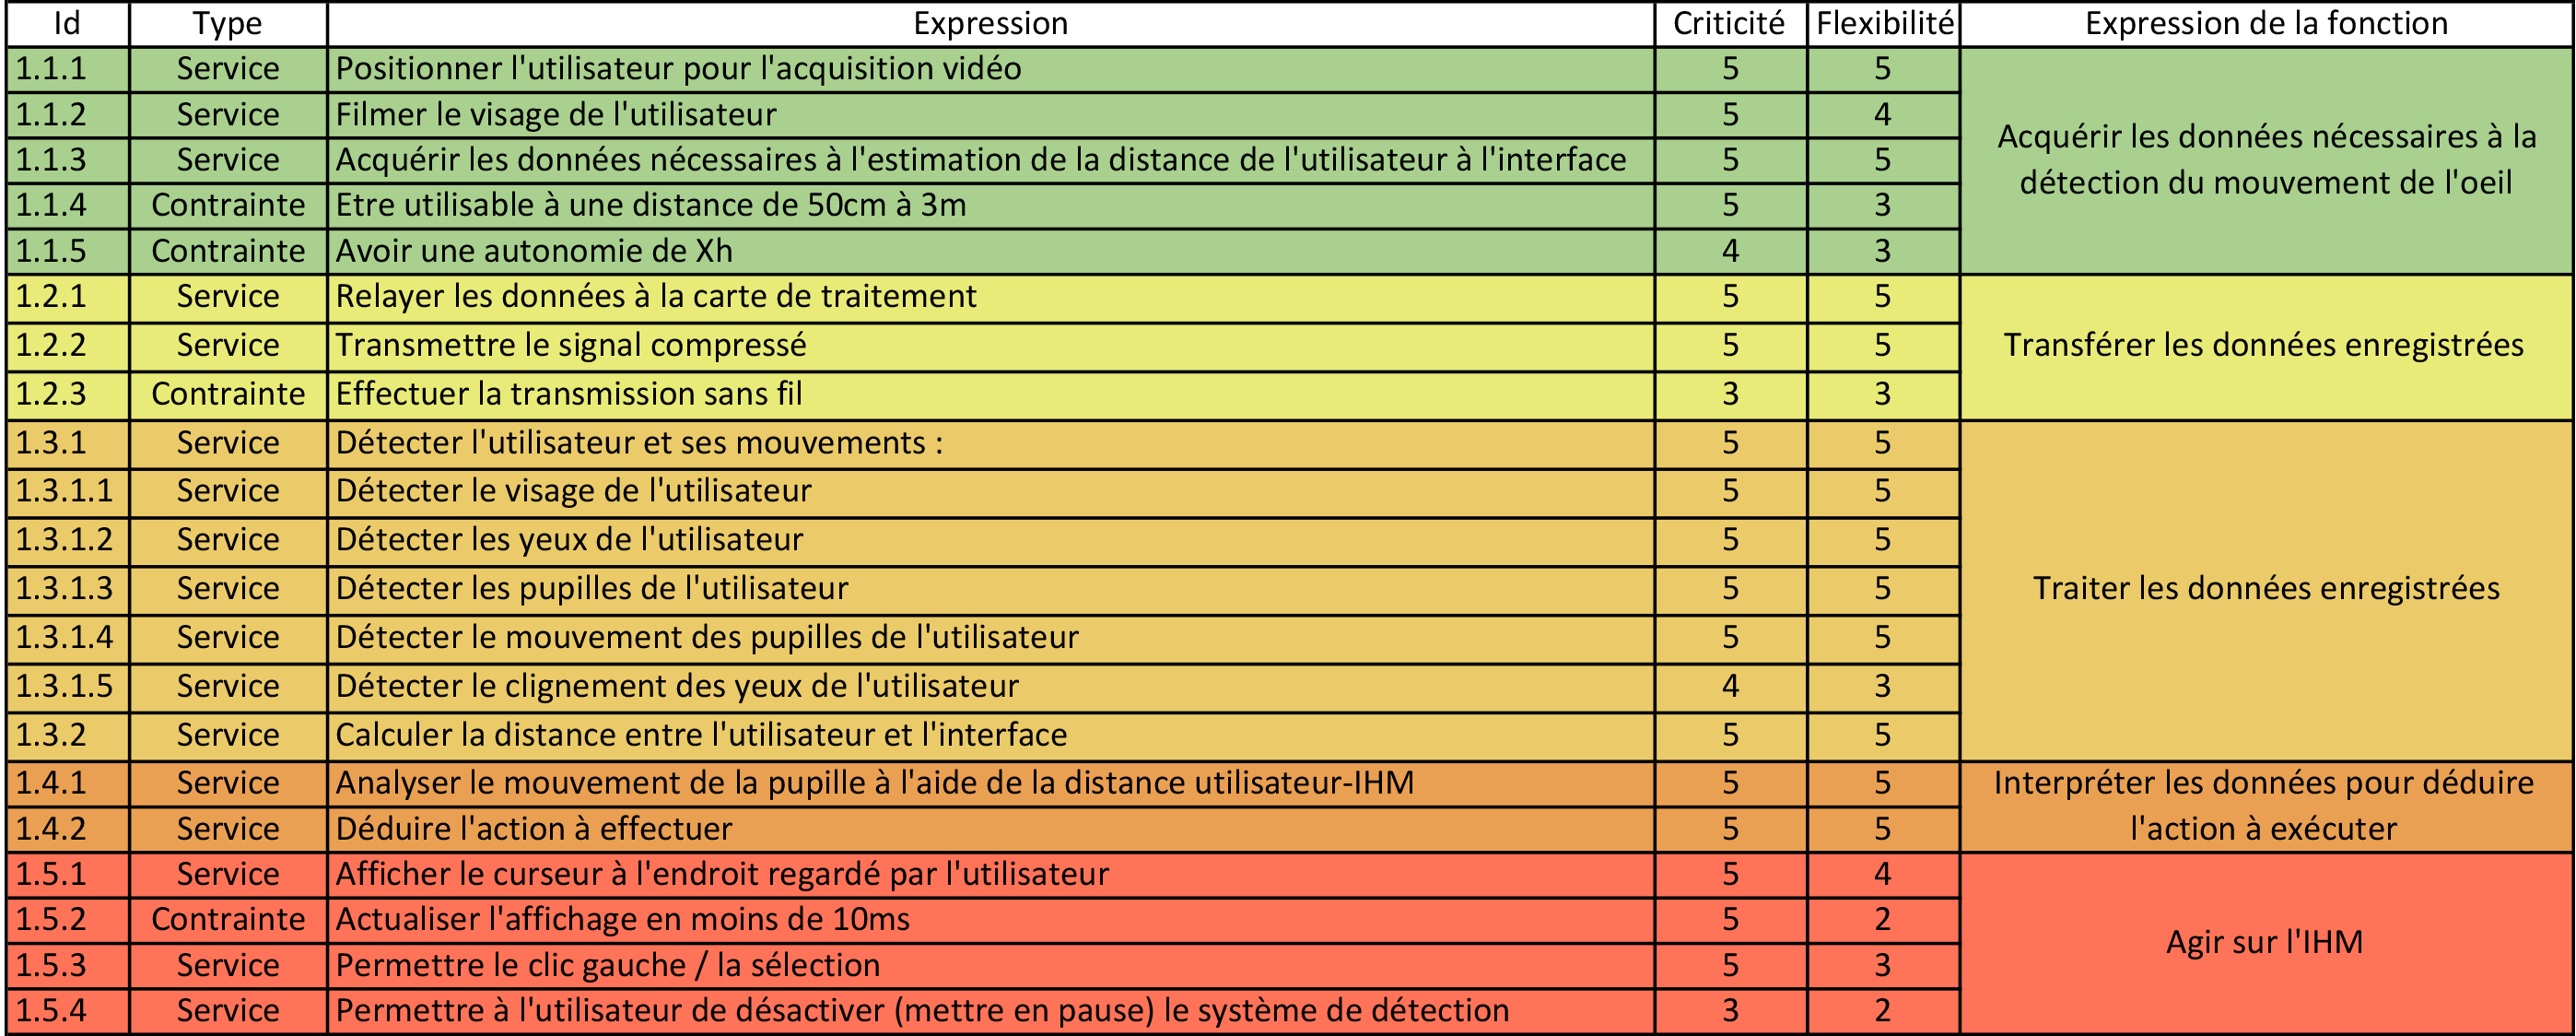 Id Type Expression Criticité Flexibilité Expression de la fonction
1.1.1 Service Positionner l'utilisateur pour l'acquisition vidéo 5 5
1.1.2 Service Filmer le visage de l'utilisateur 5 4
1.1.3 Service Acquérir les données nécessaires à l'estimation de la distance de l'utilisateur à l'interface 5 5
1.1.4 Contrainte Etre utilisable à une distance de 50cm à 3m 5 3
1.1.5 Contrainte Avoir une autonomie de Xh 4 3
Acquérir les données nécessaires à la
détection du mouvement de l'oeil
1.2.1 Service Relayer les données à la carte de traitement 5 5
1.2.2 Service Transmettre le signal compressé 5 5
1.2.3 Contrainte Effectuer la transmission sans fil 3 3
Transférer les données enregistrées
1.3.1 Service Détecter l'utilisateur et ses mouvements : 5 5
1.3.1.1 Service Détecter le visage de l'utilisateur 5 5
1.3.1.2 Service Détecter les yeux de l'utilisateur 5 5
1.3.1.3 Service Détecter les pupilles de l'utilisateur 5 5
1.3.1.4 Service Détecter le mouvement des pupilles de l'utilisateur 5 5
1.3.1.5 Service Détecter le clignement des yeux de l'utilisateur 4 3
1.3.2 Service Calculer la distance entre l'utilisateur et l'interface 5 5
Traiter les données enregistrées
1.4.1 Service Analyser le mouvement de la pupille à l'aide de la distance utilisateur-IHM 5 5
1.4.2 Service Déduire l'action à effectuer 5 5
Interpréter les données pour déduire
l'action à exécuter
1.5.1 Service Afficher le curseur à l'endroit regardé par l'utilisateur 5 4
1.5.2 Contrainte Actualiser l'affichage en moins de 10ms 5 2
1.5.3 Service Permettre le clic gauche / la sélection 5 3
1.5.4 Service Permettre à l'utilisateur de désactiver (mettre en pause) le système de détection 3 2
Agir sur l'IHM